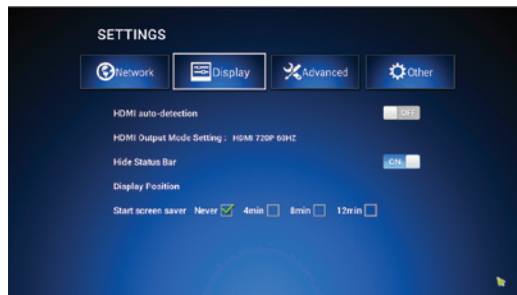 SETTINGS
Network Display Advanced Other
HDMI auto-detection OFF
HDMI Output Mode Setting : HDMI 720P 60HZ
Hide Status Bar ON
Display Position
Start screen saver Never 4min 8min 12min